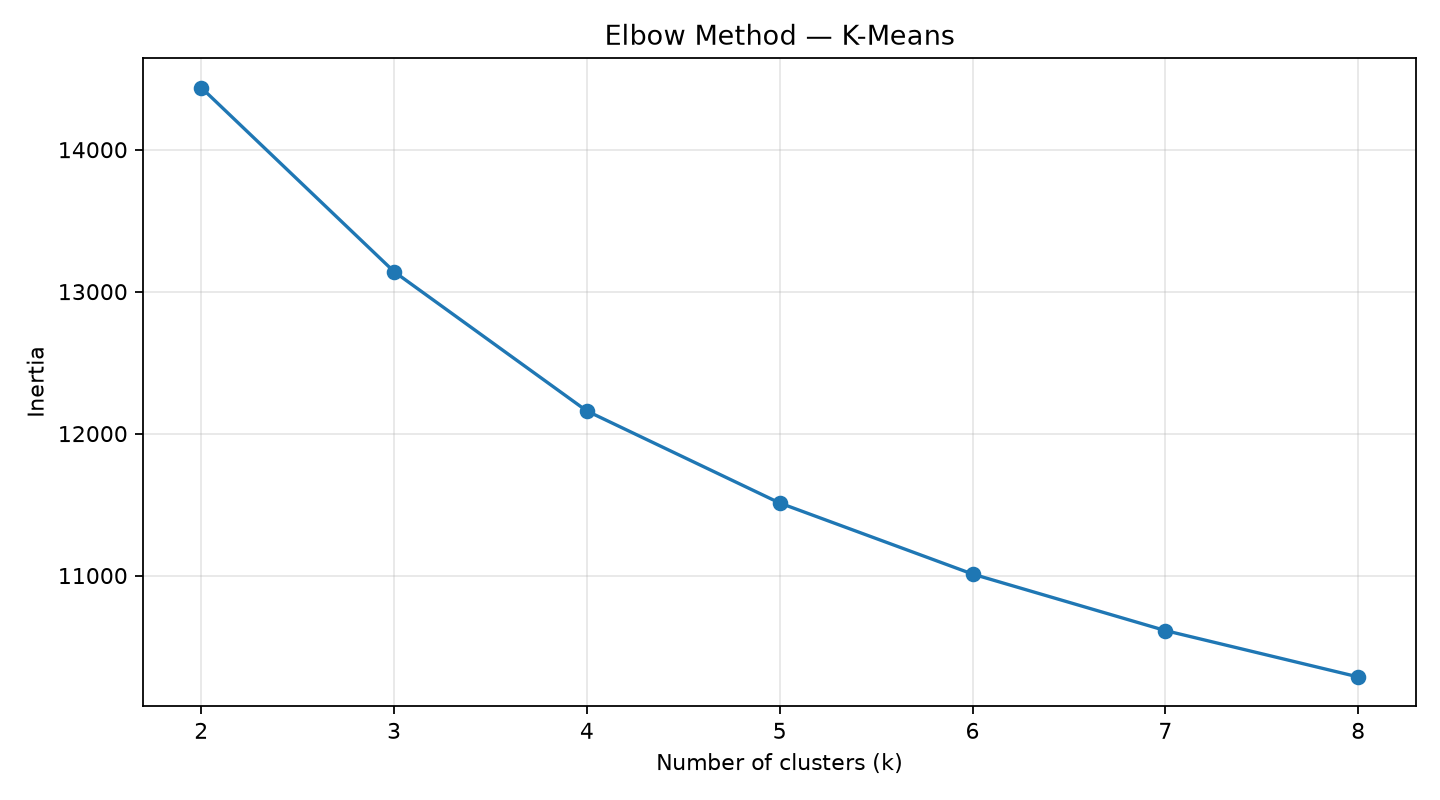 Elbow Method — K-Means
14000
13000
12000
11000
Inertia
2 3 4 5 6 7 8
Number of clusters (k)